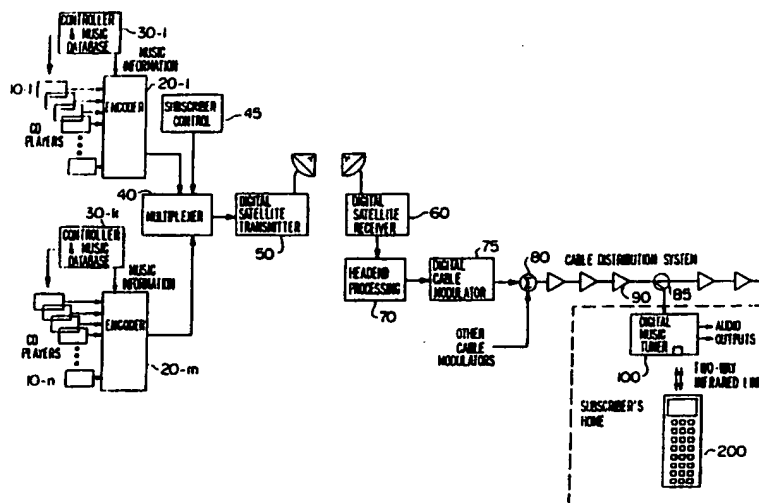 CONTROLLER
& MUSIC
DATABASE
30-1
MUSIC
INFORMATION
20-1
10-1
ENCODER
CD
PLAYERS
SUBSCRIBER
CONTROL
45
40
MULTIPLEXER
DIGITAL
SATELLITE
TRANSMITTER
50
DIGITAL
SATELLITE
RECEIVER
60
30-k
CONTROLLER
& MUSIC
DATABASE
MUSIC
INFORMATION
ENCODER
CD
PLAYERS
10-n
20-m
HEADEND
PROCESSING
70
75
DIGITAL CABLE
MODULATOR
80
Σ
CABLE DISTRIBUTION SYSTEM
90
85
OTHER
CABLE
MODULATORS
DIGITAL
MUSIC
TUNER
100
AUDIO
OUTPUTS
TWO-WAY
INFRARED
SUBSCRIBER'S
HOME
200